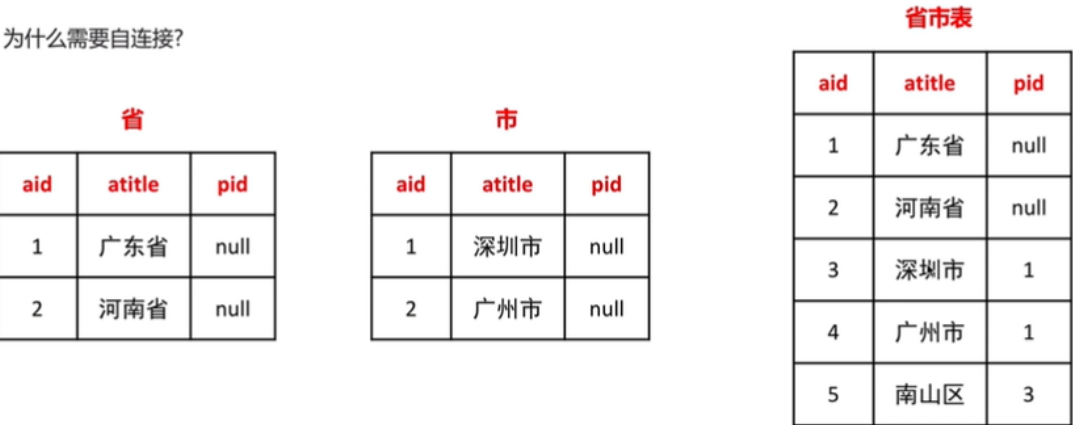 为什么需要自连接?
省
aid atitle pid
1 广东省 null
2 河南省 null
市
aid atitle pid
1 深圳市 null
2 广州市 null
省市表
aid atitle pid
1 广东省 null
2 河南省 null
3 深圳市 1
4 广州市 1
5 南山区 3